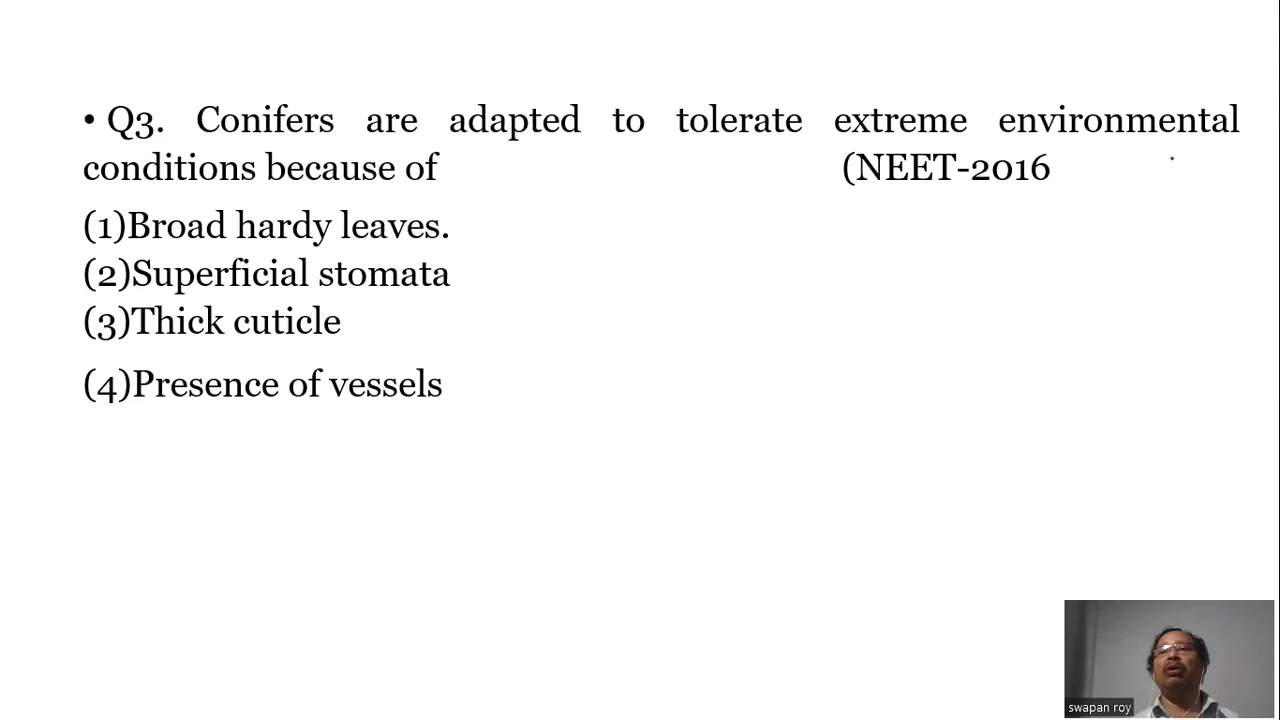 • Q3. Conifers are adapted to tolerate extreme environmental
conditions because of (NEET-2016
(1)Broad hardy leaves.
(2)Superficial stomata
(3)Thick cuticle
(4)Presence of vessels
swapan roy